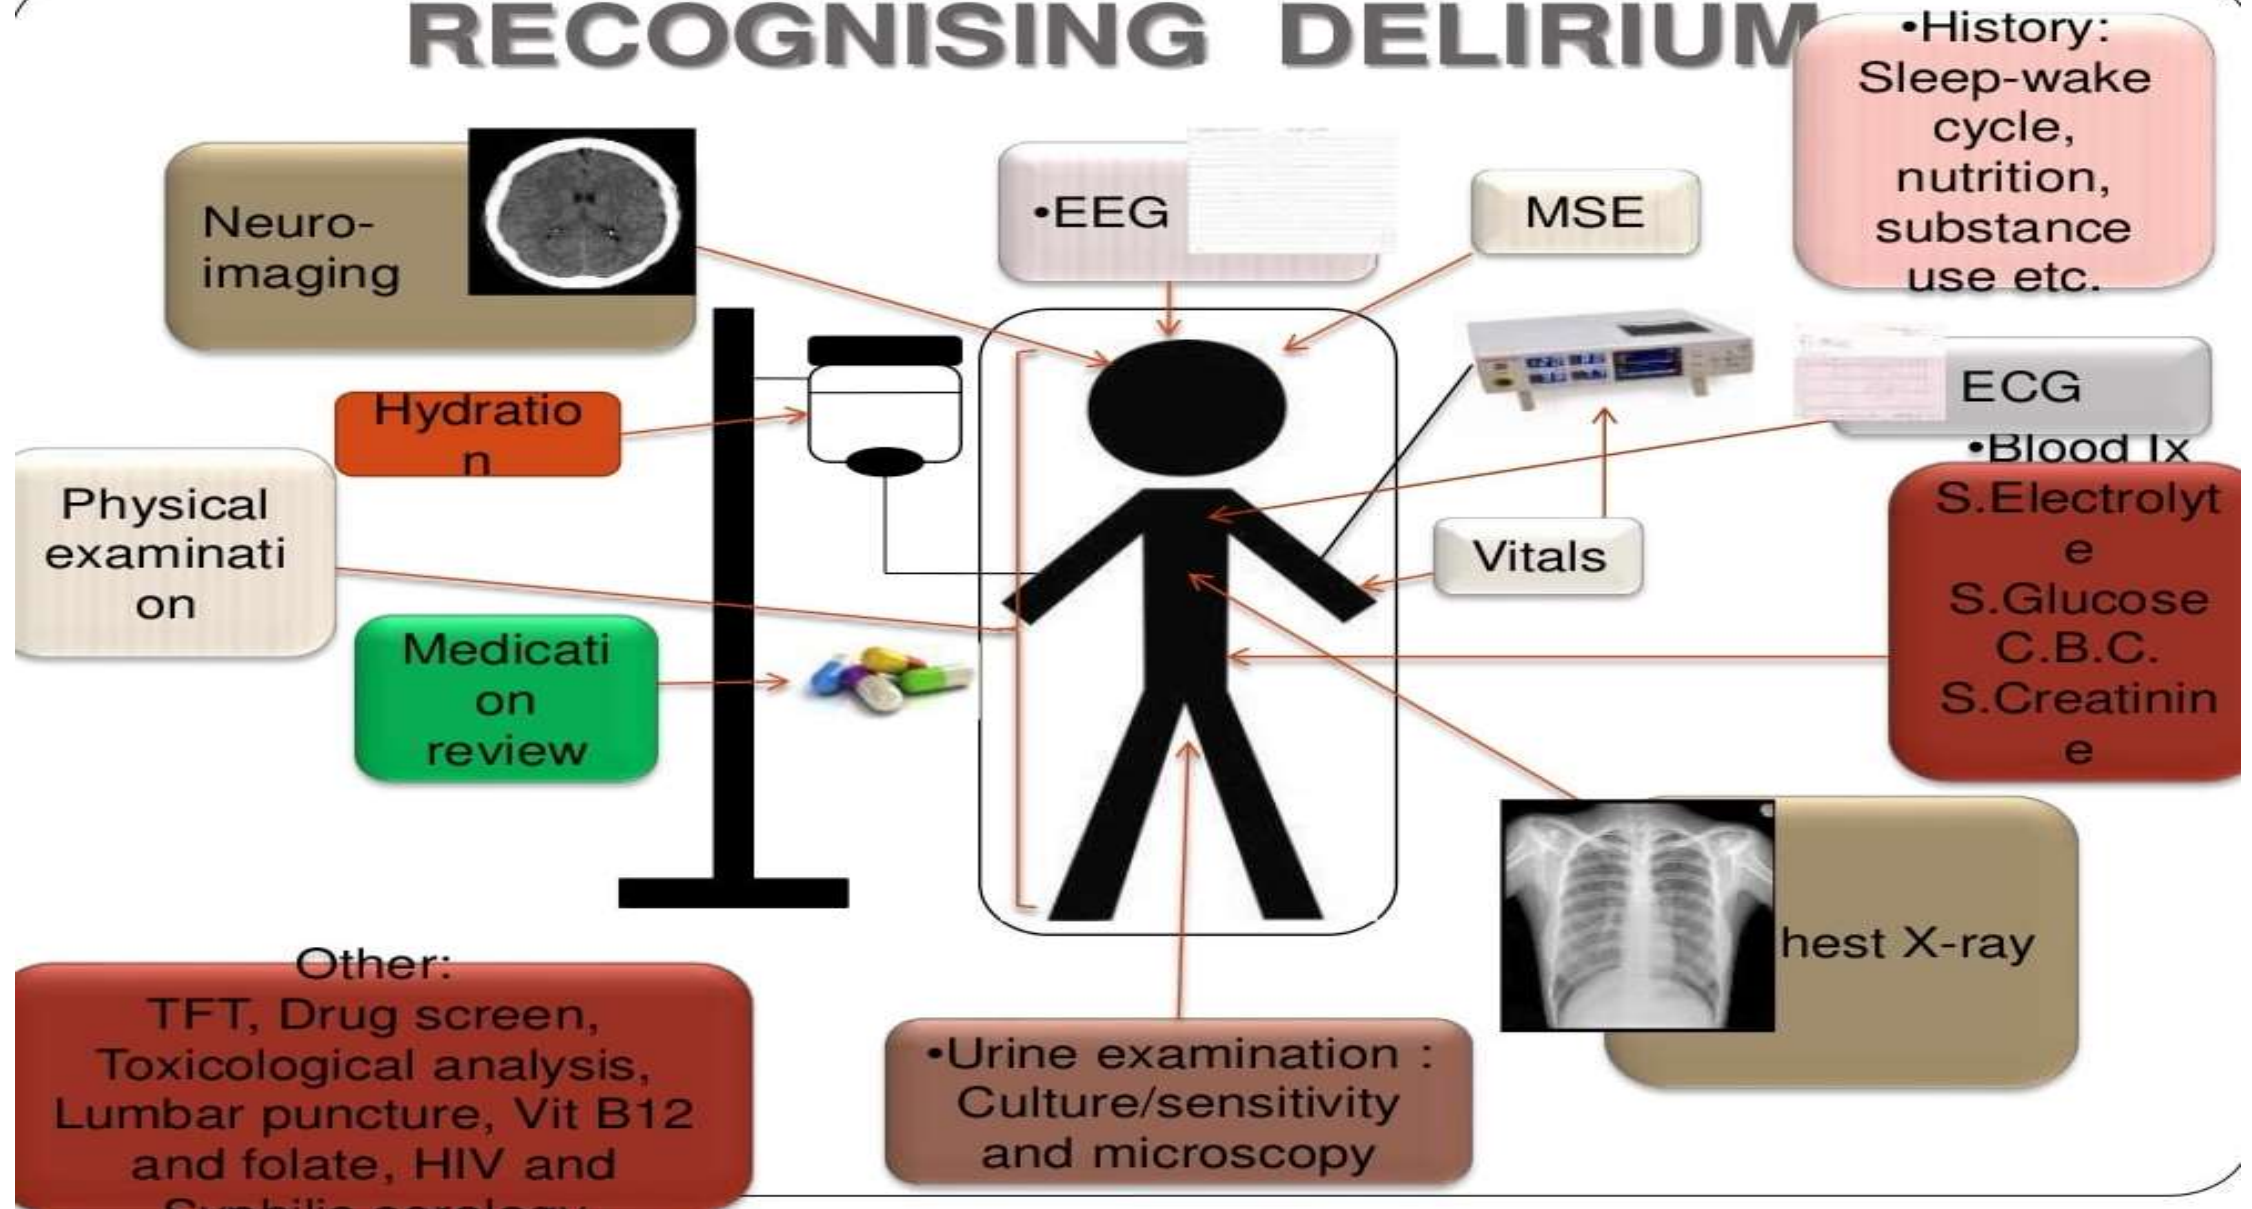 RECOGNISING DELIRIUM
•History:
Sleep-wake
cycle,
nutrition,
substance
use etc.
Neuro-
imaging
•EEG
MSE
ECG
Hydratio
n
•Blood Ix
S.Electrolyt
e
S.Glucose
C.B.C.
S.Creatinin
e
Physical
examinati
on
Vitals
Medicati
on
review
hest X-ray
Other:
TFT, Drug screen,
Toxicological analysis,
Lumbar puncture, Vit B12
and folate, HIV and
Syphilis serology
•Urine examination :
Culture/sensitivity
and microscopy